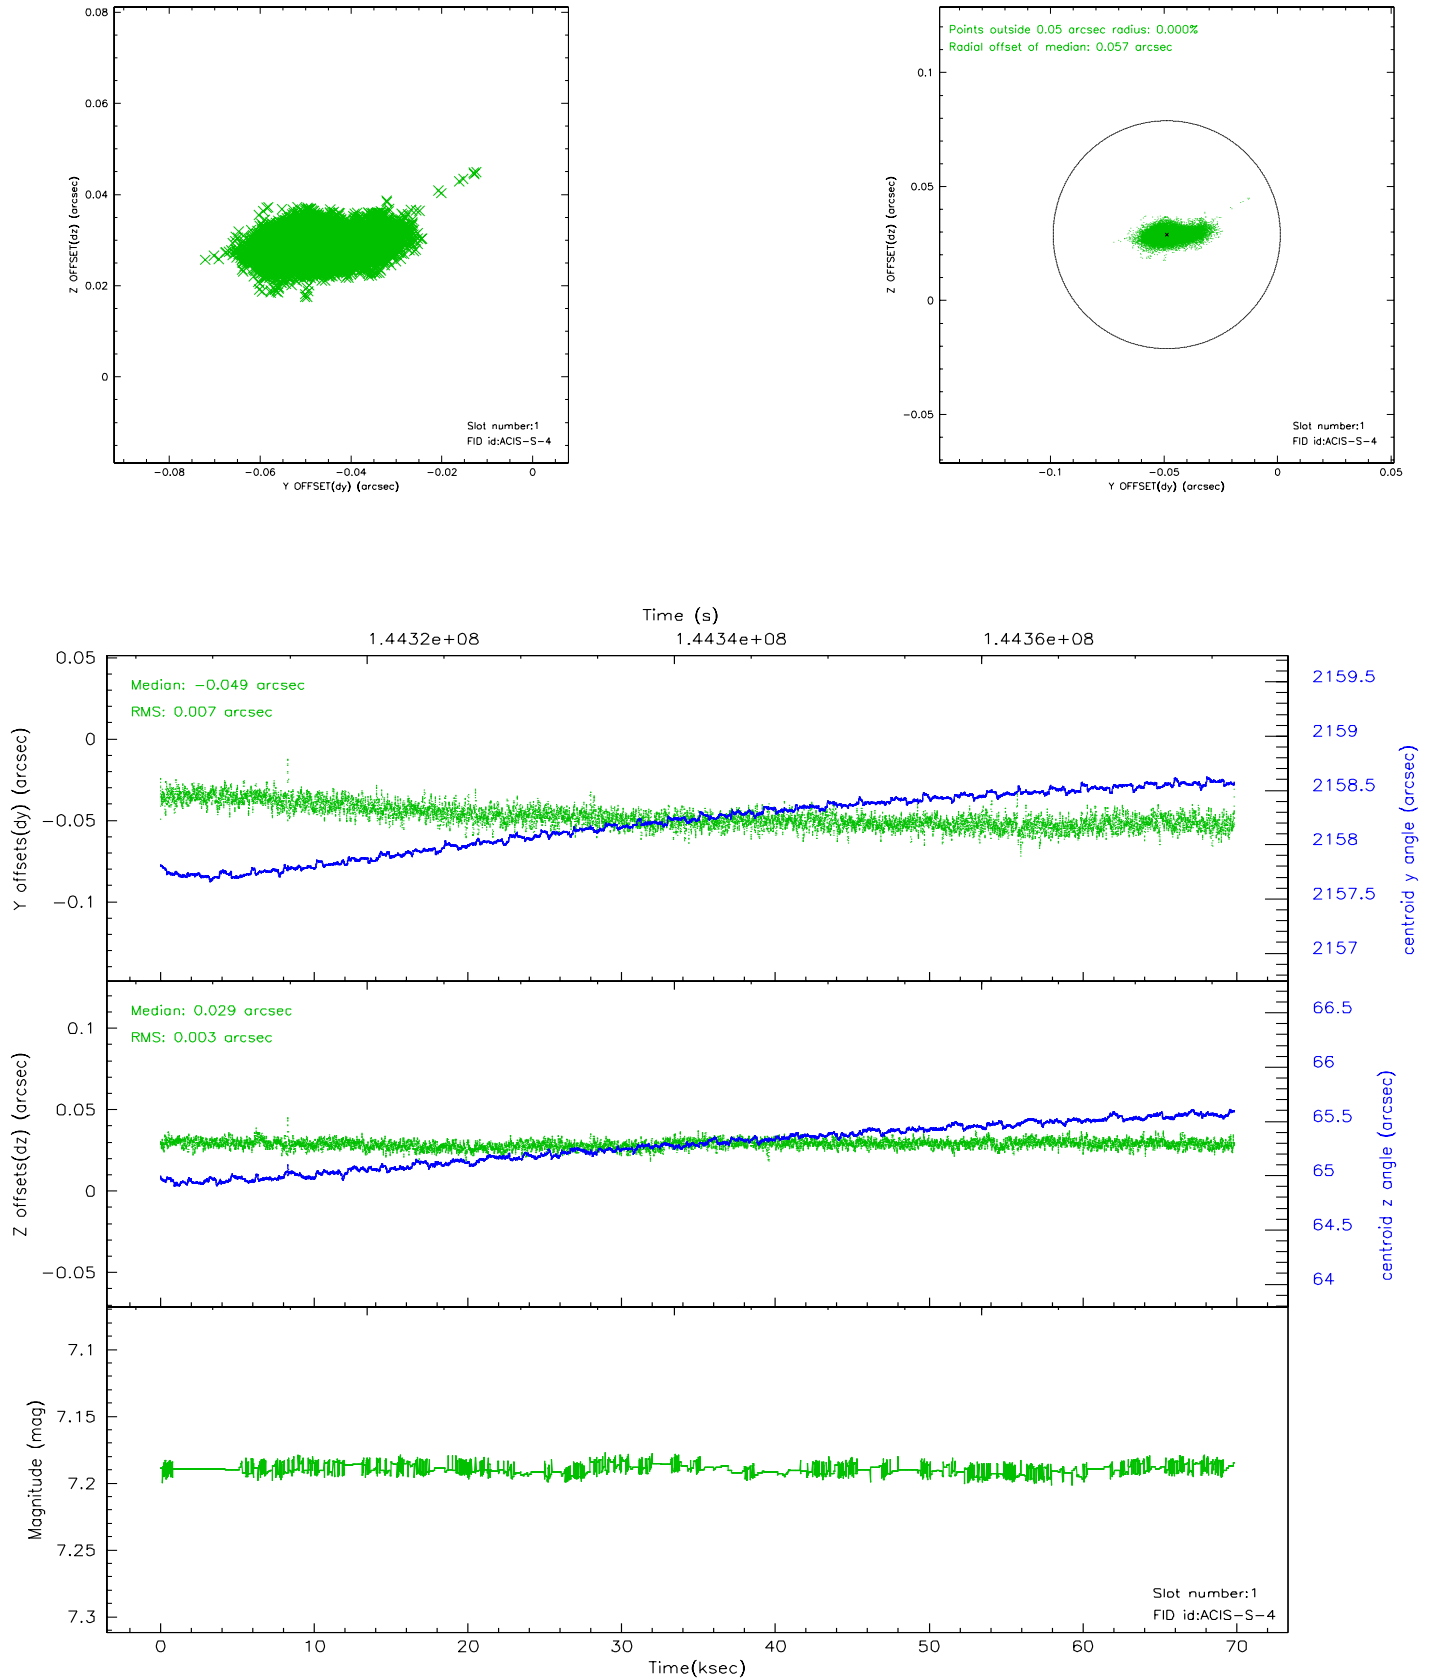 0.08
0.06
0.04
0.02
0
Z OFFSET(dz) (arcsec)
Slot number:1
FID id:ACIS-S-4
-0.08 -0.06 -0.04 -0.02 0
Y OFFSET(dy) (arcsec)
Points outside 0.05 arcsec radius: 0.000%
Radial offset of median: 0.057 arcsec
0.1
0.05
0
-0.05
Z OFFSET(dz) (arcsec)
Slot number:1
FID id:ACIS-S-4
-0.1 -0.05 0 0.05
Y OFFSET(dy) (arcsec)
Time (s)
1.4432e+08 1.4434e+08 1.4436e+08
0.05
0
-0.05
-0.1
Y offsets(dy) (arcsec)
Median: -0.049 arcsec
RMS: 0.007 arcsec
2159.5
2159
2158.5
2158
2157.5
2157
centroid y angle (arcsec)
0.1
0.05
0
-0.05
Z offsets(dz) (arcsec)
Median: 0.029 arcsec
RMS: 0.003 arcsec
66.5
66
65.5
65
64.5
64
centroid z angle (arcsec)
7.1
7.15
7.2
7.25
7.3
Magnitude (mag)
Slot number:1
FID id:ACIS-S-4
0 10 20 30 40 50 60 70
Time(ksec)